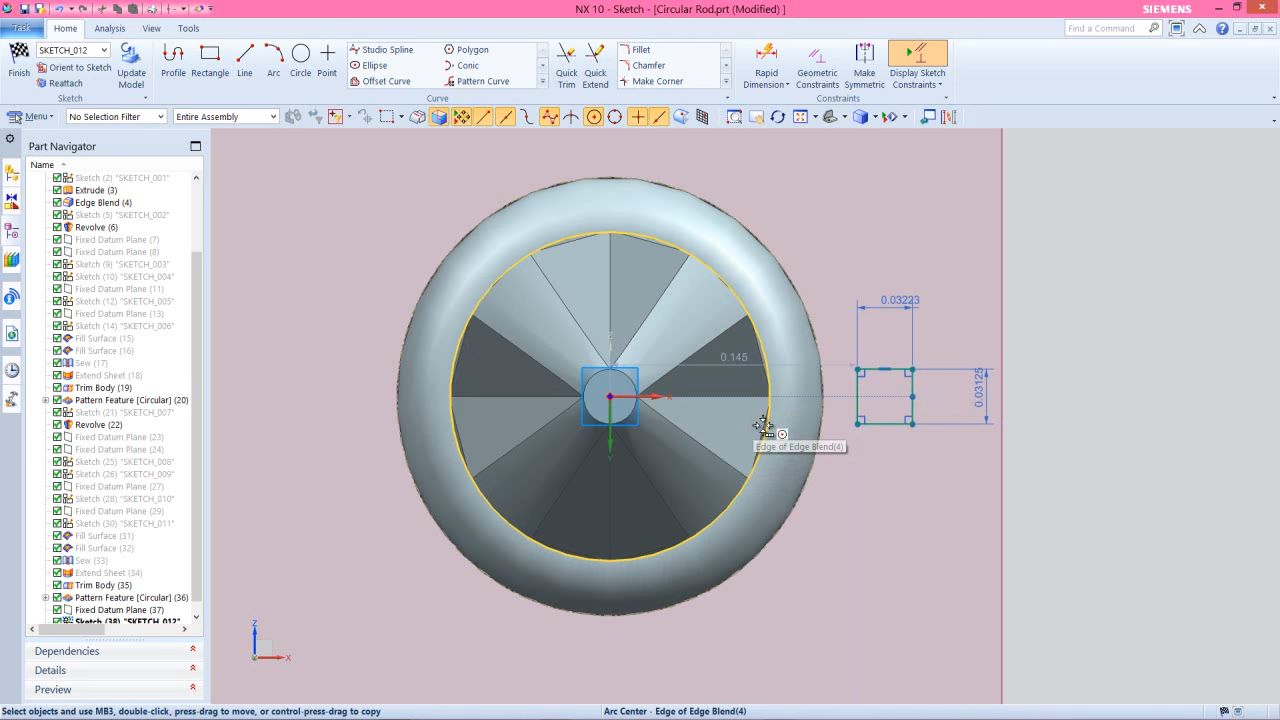 NX 10 - Sketch - [Circular Rod.prt (Modified) ]
SIEMENS
Task
Home
Analysis
View
Tools
Find a Command
Finish
SKETCH_012
Orient to Sketch
Reattach
Update Model
Sketch
Profile
Rectangle
Line
Arc
Circle
Point
Studio Spline
Ellipse
Offset Curve
Polygon
Conic
Pattern Curve
Quick Trim
Quick Extend
Fillet
Chamfer
Make Corner
Curve
Rapid Dimension
Geometric Constraints
Make Symmetric
Display Sketch Constraints
Constraints
Menu
No Selection Filter
Entire Assembly
Part Navigator
Name
Sketch (2) "SKETCH_001"
Extrude (3)
Edge Blend (4)
Sketch (5) "SKETCH_002"
Revolve (6)
Fixed Datum Plane (7)
Fixed Datum Plane (8)
Sketch (9) "SKETCH_003"
Sketch (10) "SKETCH_004"
Fixed Datum Plane (11)
Sketch (12) "SKETCH_005"
Fixed Datum Plane (13)
Sketch (14) "SKETCH_006"
Fill Surface (15)
Fill Surface (16)
Sew (17)
Extend Sheet (18)
Trim Body (19)
Pattern Feature [Circular] (20)
Sketch (21) "SKETCH_007"
Revolve (22)
Fixed Datum Plane (23)
Fixed Datum Plane (24)
Sketch (25) "SKETCH_008"
Sketch (26) "SKETCH_009"
Fixed Datum Plane (27)
Sketch (28) "SKETCH_010"
Fixed Datum Plane (29)
Sketch (30) "SKETCH_011"
Fill Surface (31)
Fill Surface (32)
Sew (33)
Extend Sheet (34)
Trim Body (35)
Pattern Feature [Circular] (36)
Fixed Datum Plane (37)
Sketch (38) "SKETCH_012"
Dependencies
Details
Preview
0.03223
0.145
0.03125
Edge of Edge Blend(4)
Z
X
Select objects and use MB3, double-click, press-drag to move, or control-press-drag to copy
Arc Center - Edge of Edge Blend(4)